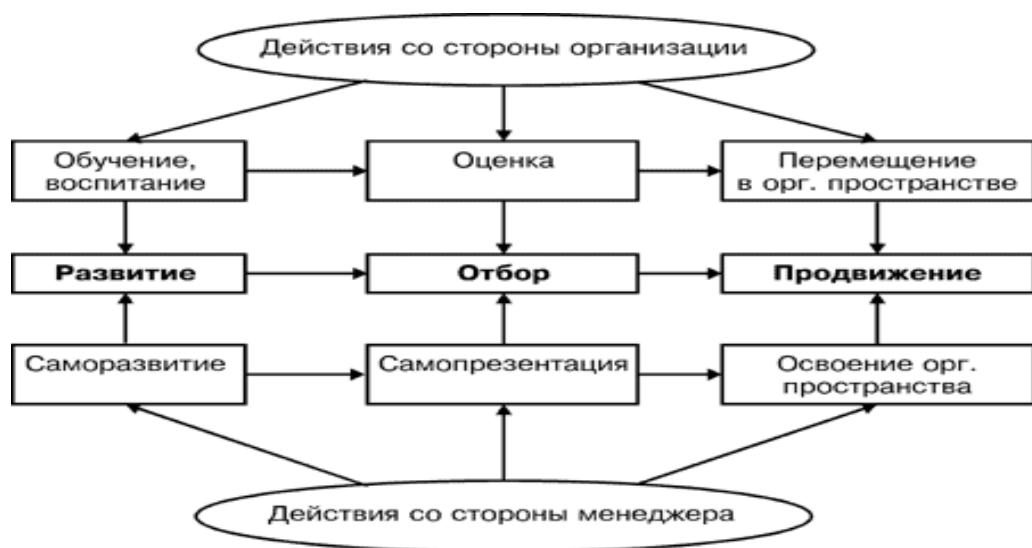 Действия со стороны организации
Обучение,
воспитание
Оценка
Перемещение
в орг. пространстве
Развитие
Отбор
Продвижение
Саморазвитие
Самопрезентация
Освоение орг.
пространства
Действия со стороны менеджера